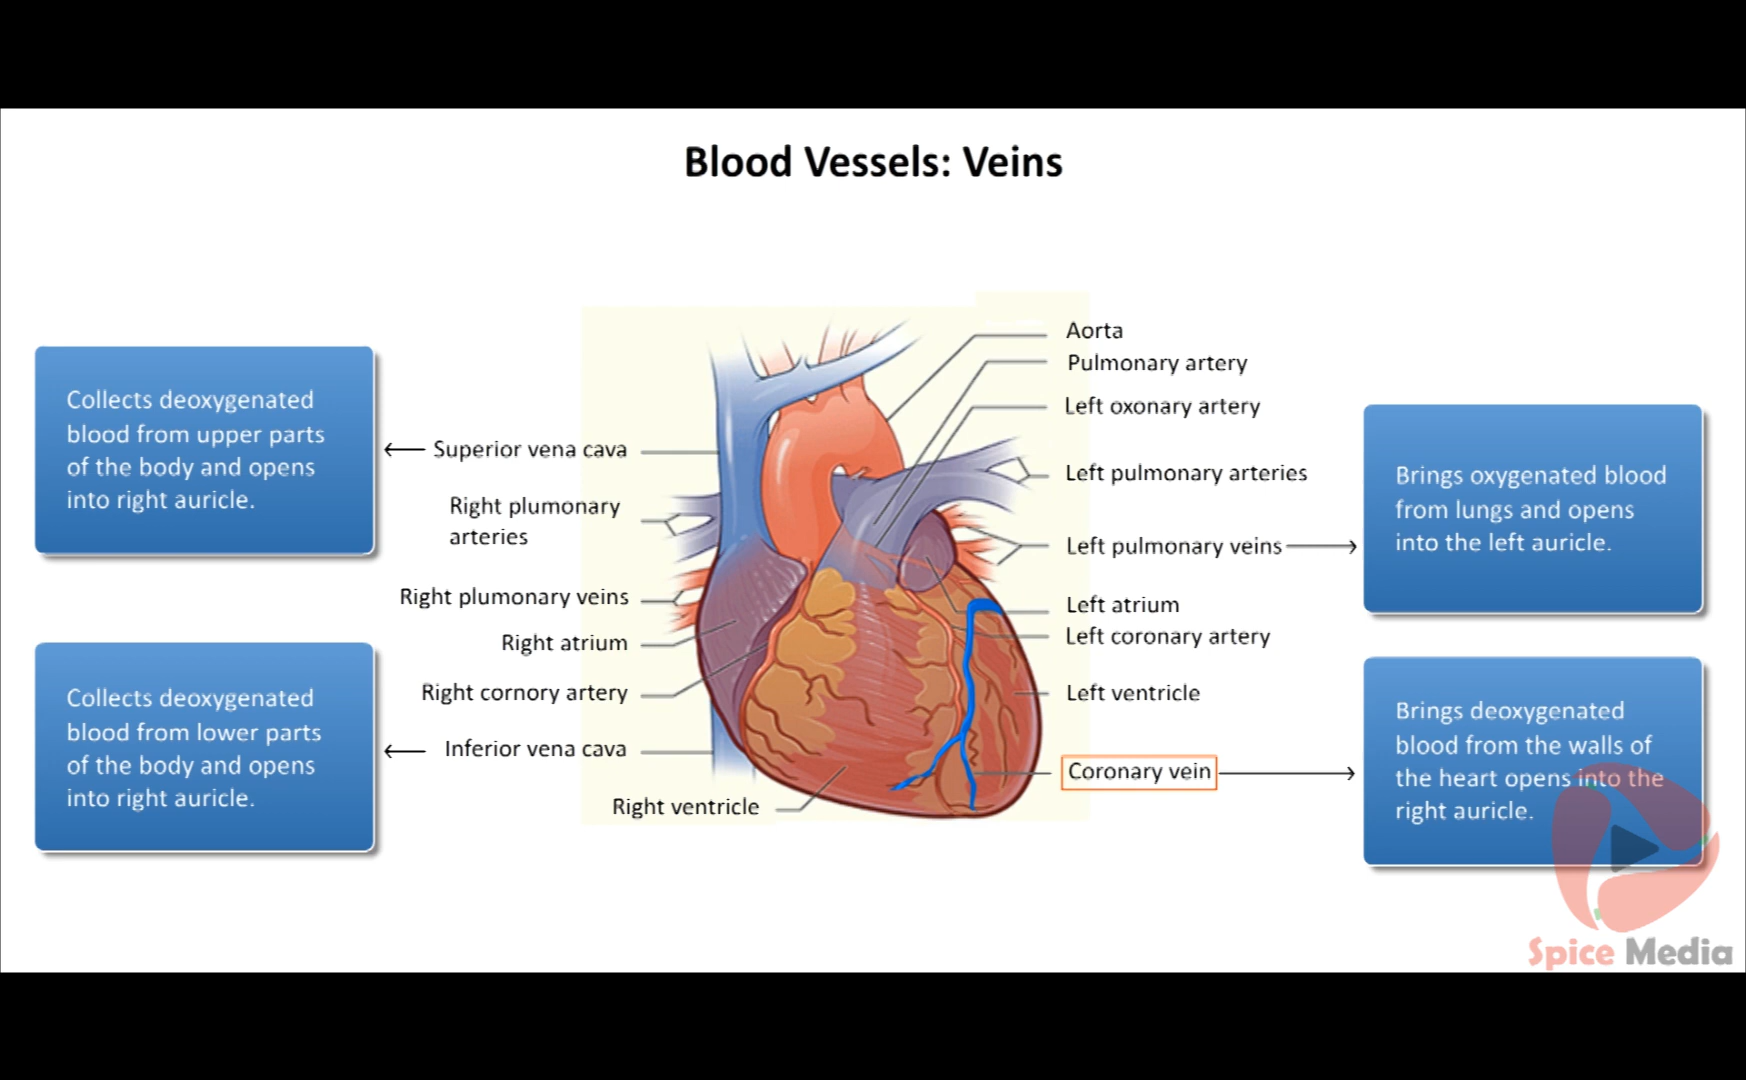 Blood Vessels: Veins
Collects deoxygenated
blood from upper parts
of the body and opens
into right auricle.
Collects deoxygenated
blood from lower parts
of the body and opens
into right auricle.
Superior vena cava
Right plumonary
arteries
Right plumonary veins
Right atrium
Right cornory artery
Inferior vena cava
Right ventricle
Aorta
Pulmonary artery
Left oxonary artery
Left pulmonary arteries
Left pulmonary veins
Left atrium
Left coronary artery
Left ventricle
Coronary vein
Brings oxygenated blood
from lungs and opens
into the left auricle.
Brings deoxygenated
blood from the walls of
the heart opens into the
right auricle.
Spice Media